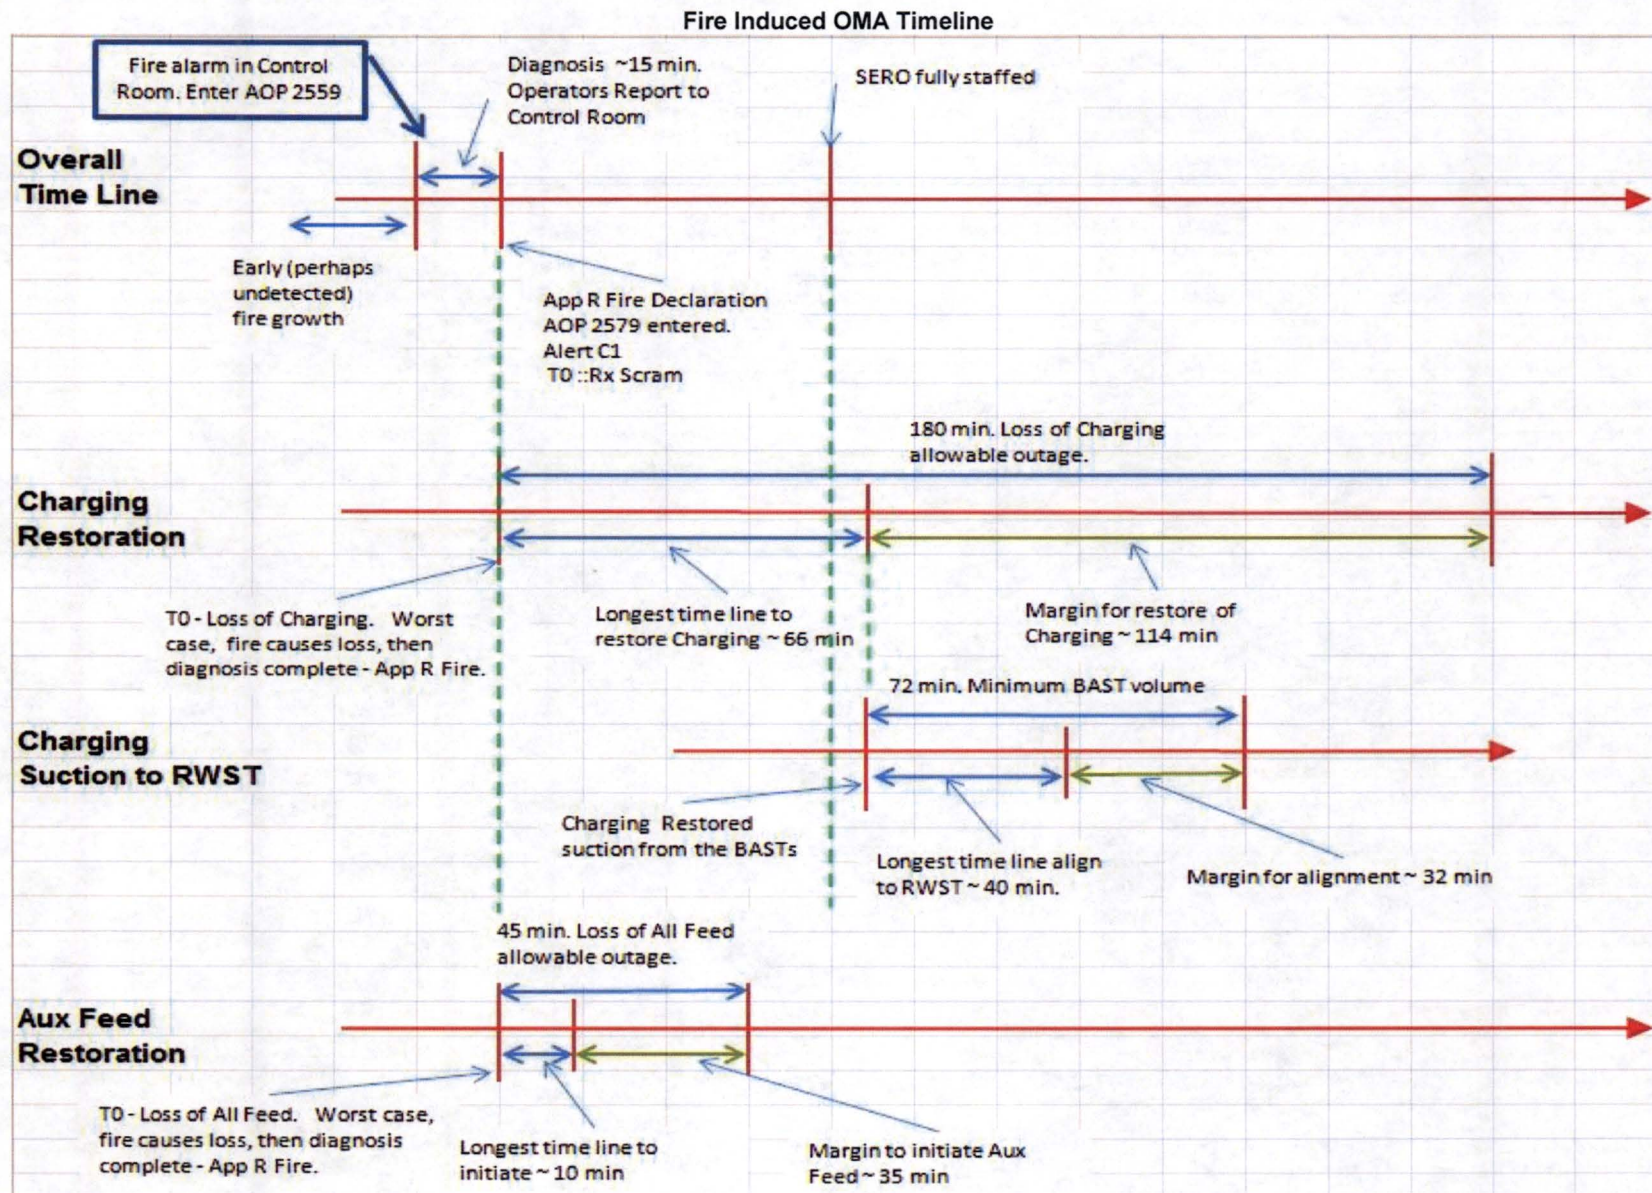 Fire Induced OMA Timeline
Fire alarm in Control
Room. Enter AOP 2559
Diagnosis ~15 min.
Operators Report to
Control Room
SERO fully staffed
Overall
Time Line
Early (perhaps
undetected)
fire growth
App R Fire Declaration
AOP 2579 entered.
Alert C1
T0 ::Rx Scram
180 min. Loss of Charging
allowable outage.
Charging
Restoration
T0 - Loss of Charging. Worst
case, fire causes loss, then
diagnosis complete - App R Fire.
Longest time line to
restore Charging ~ 66 min
Margin for restore of
Charging ~ 114 min
72 min. Minimum BAST volume
Charging
Suction to RWST
Charging Restored
suction from the BASTs
Longest time line align
to RWST ~ 40 min.
Margin for alignment ~ 32 min
45 min. Loss of All Feed
allowable outage.
Aux Feed
Restoration
T0 - Loss of All Feed. Worst case,
fire causes loss, then diagnosis
complete - App R Fire.
Longest time line to
initiate ~ 10 min
Margin to initiate Aux
Feed ~ 35 min